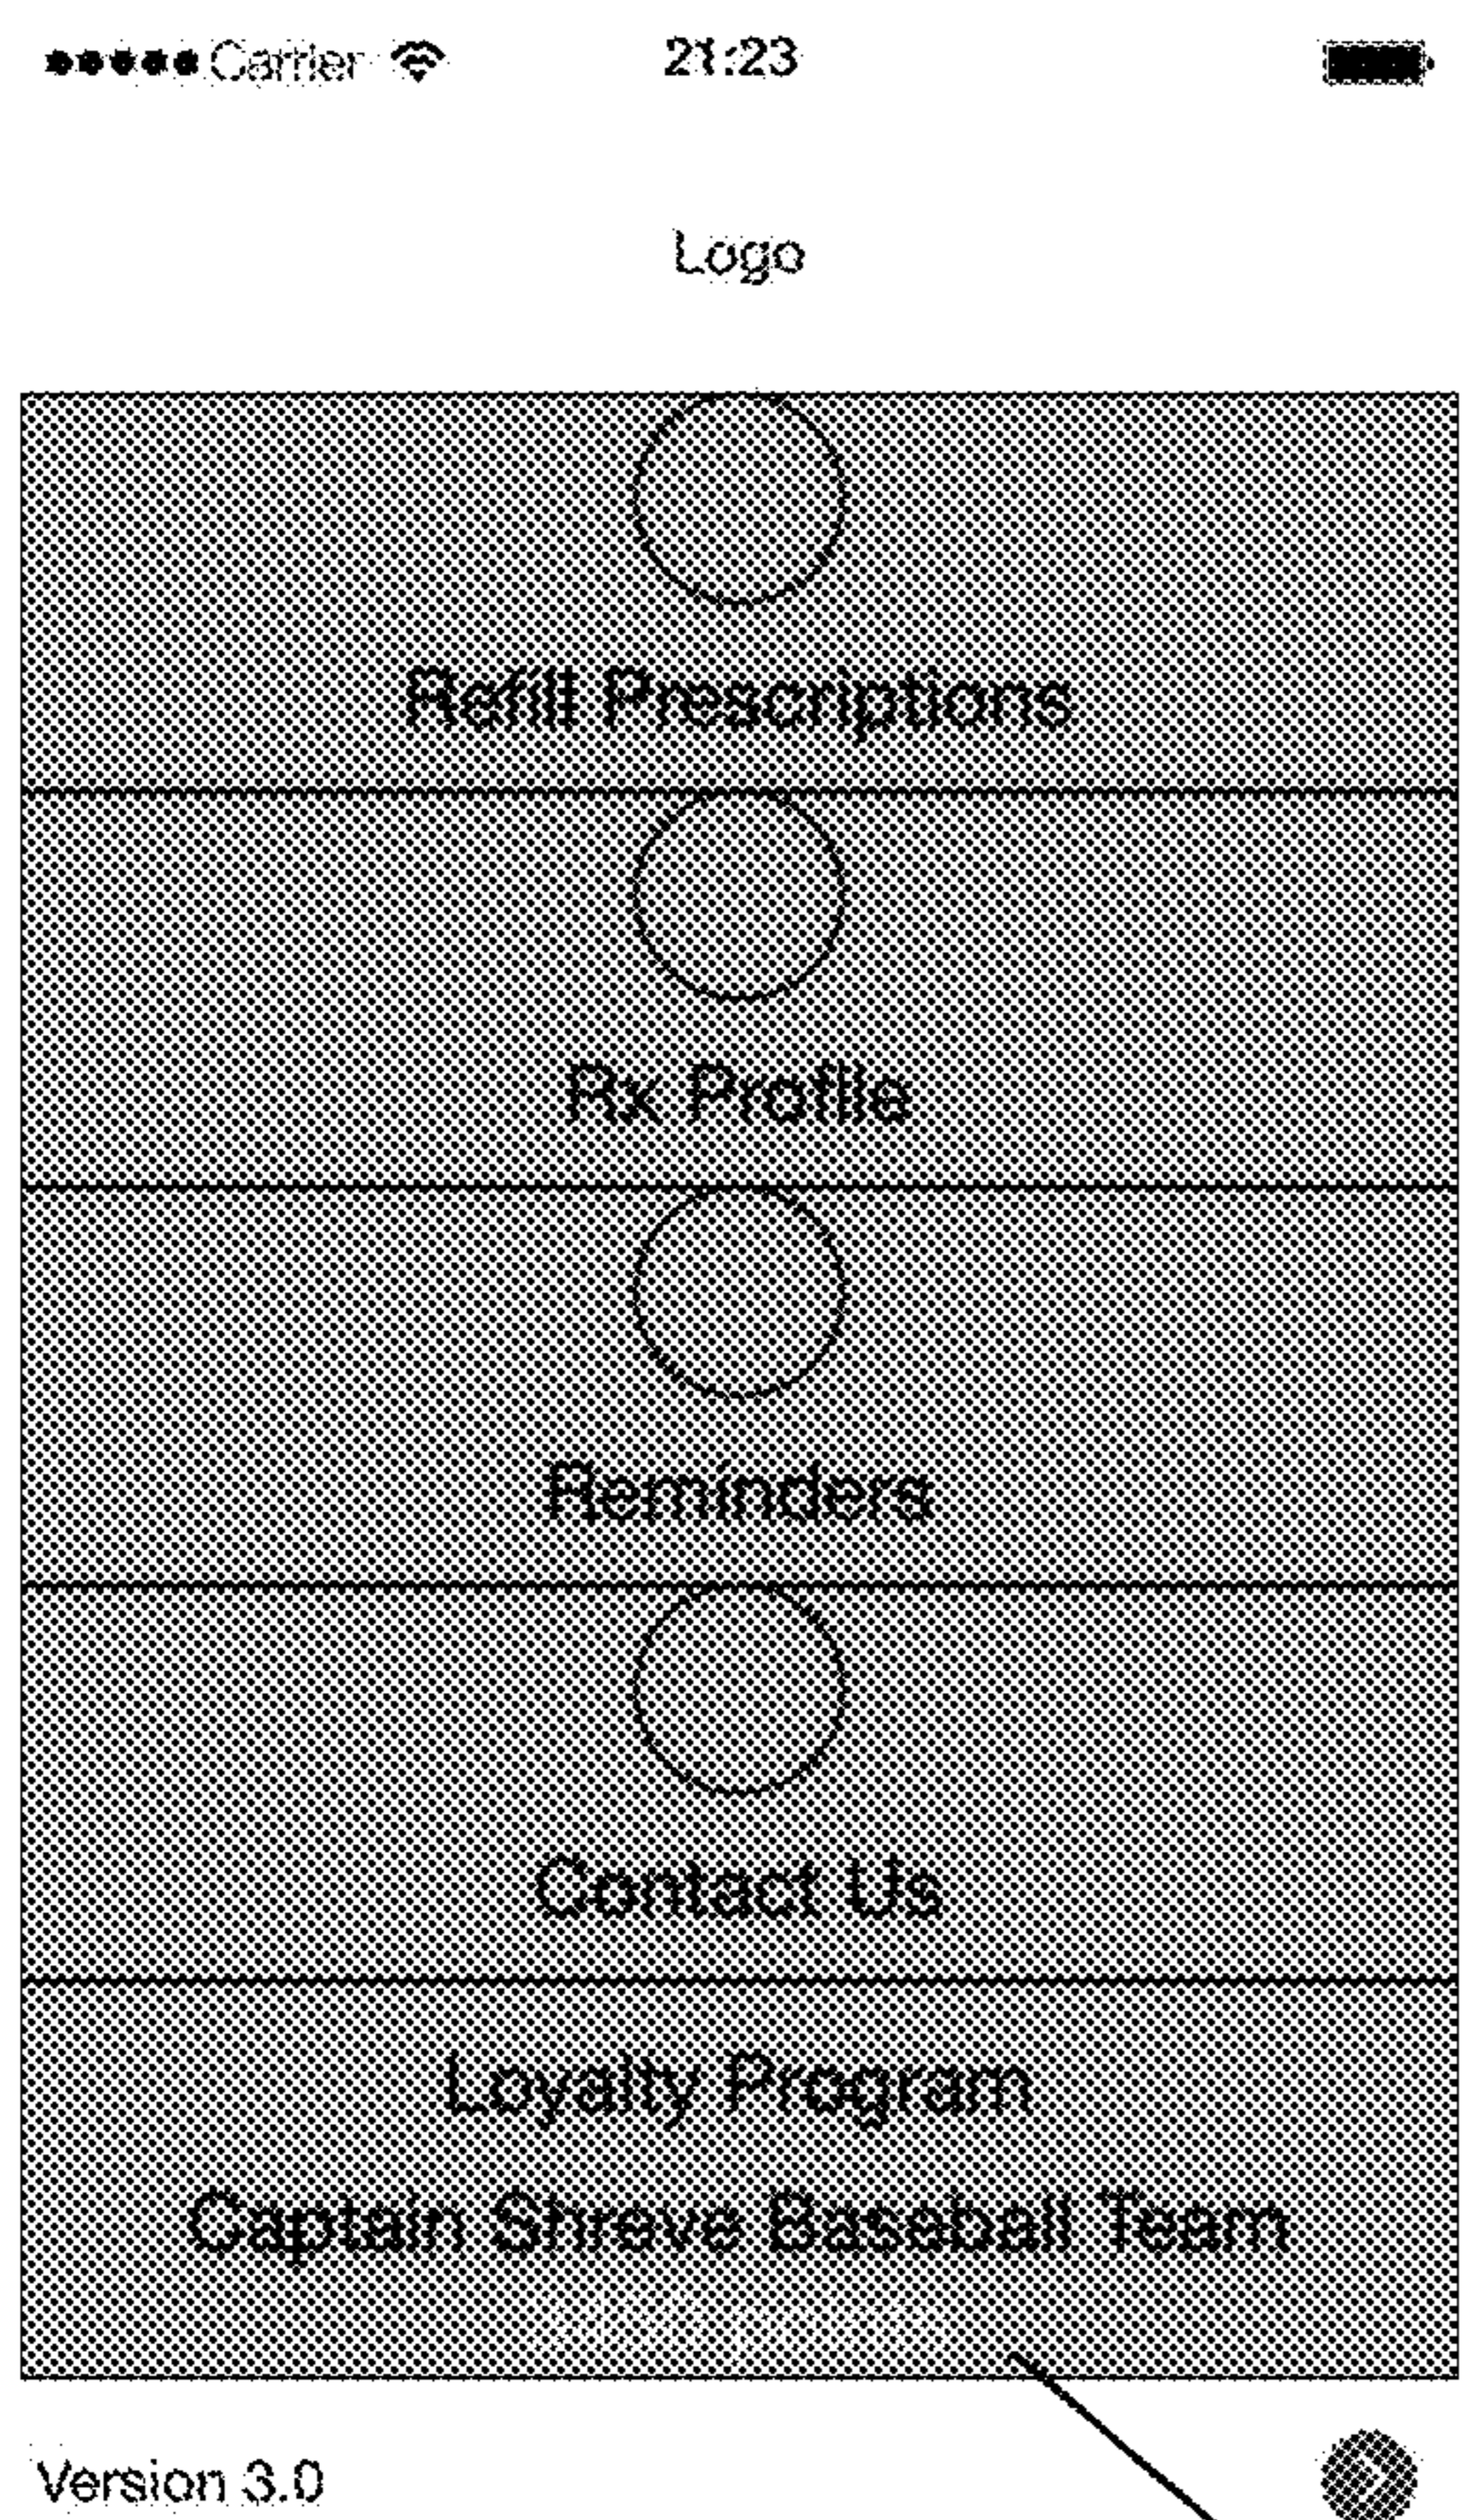 Carrier 21:23
Logo
Refill Prescriptions
Rx Profile
Reminders
Contact Us
Loyalty Program
Captain Shreve Baseball Team
Version 3.0